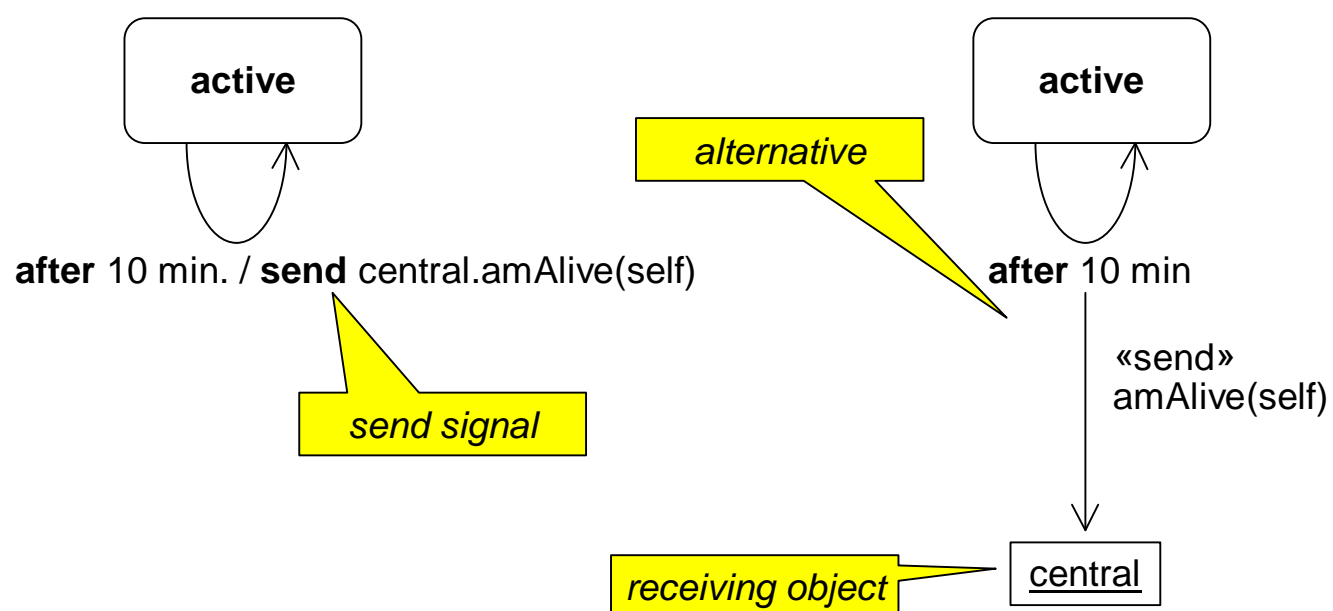 active
after 10 min. / send central.amAlive(self)
send signal
alternative
active
after 10 min
«send»
amAlive(self)
receiving object
central